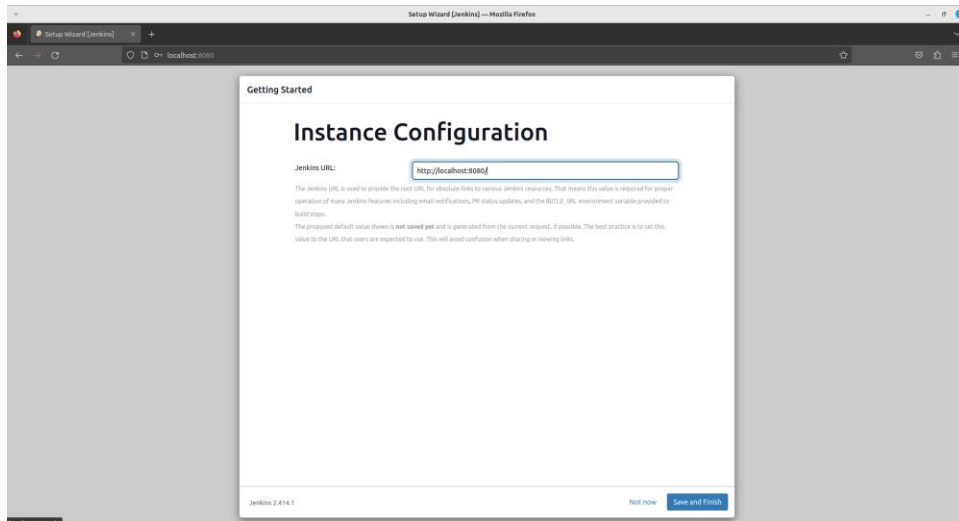 Setup Wizard [Jenkins] — Mozilla Firefox
Setup Wizard [Jenkins]
localhost:8080
Getting Started
Instance Configuration
Jenkins URL:
http://localhost:8080/
The Jenkins URL is used to provide the root URL for absolute links to various Jenkins resources. That means this value is required for proper
operation of many Jenkins features including email notifications, PR status updates, and the BUILD_URL environment variable provided to
build steps.
The proposed default value shown is not saved yet and is generated from the current request, if possible. The best practice is to set this
value to the URL that users are expected to use. This will avoid confusion when sharing or viewing links.
Jenkins 2.414.1
Not now
Save and Finish